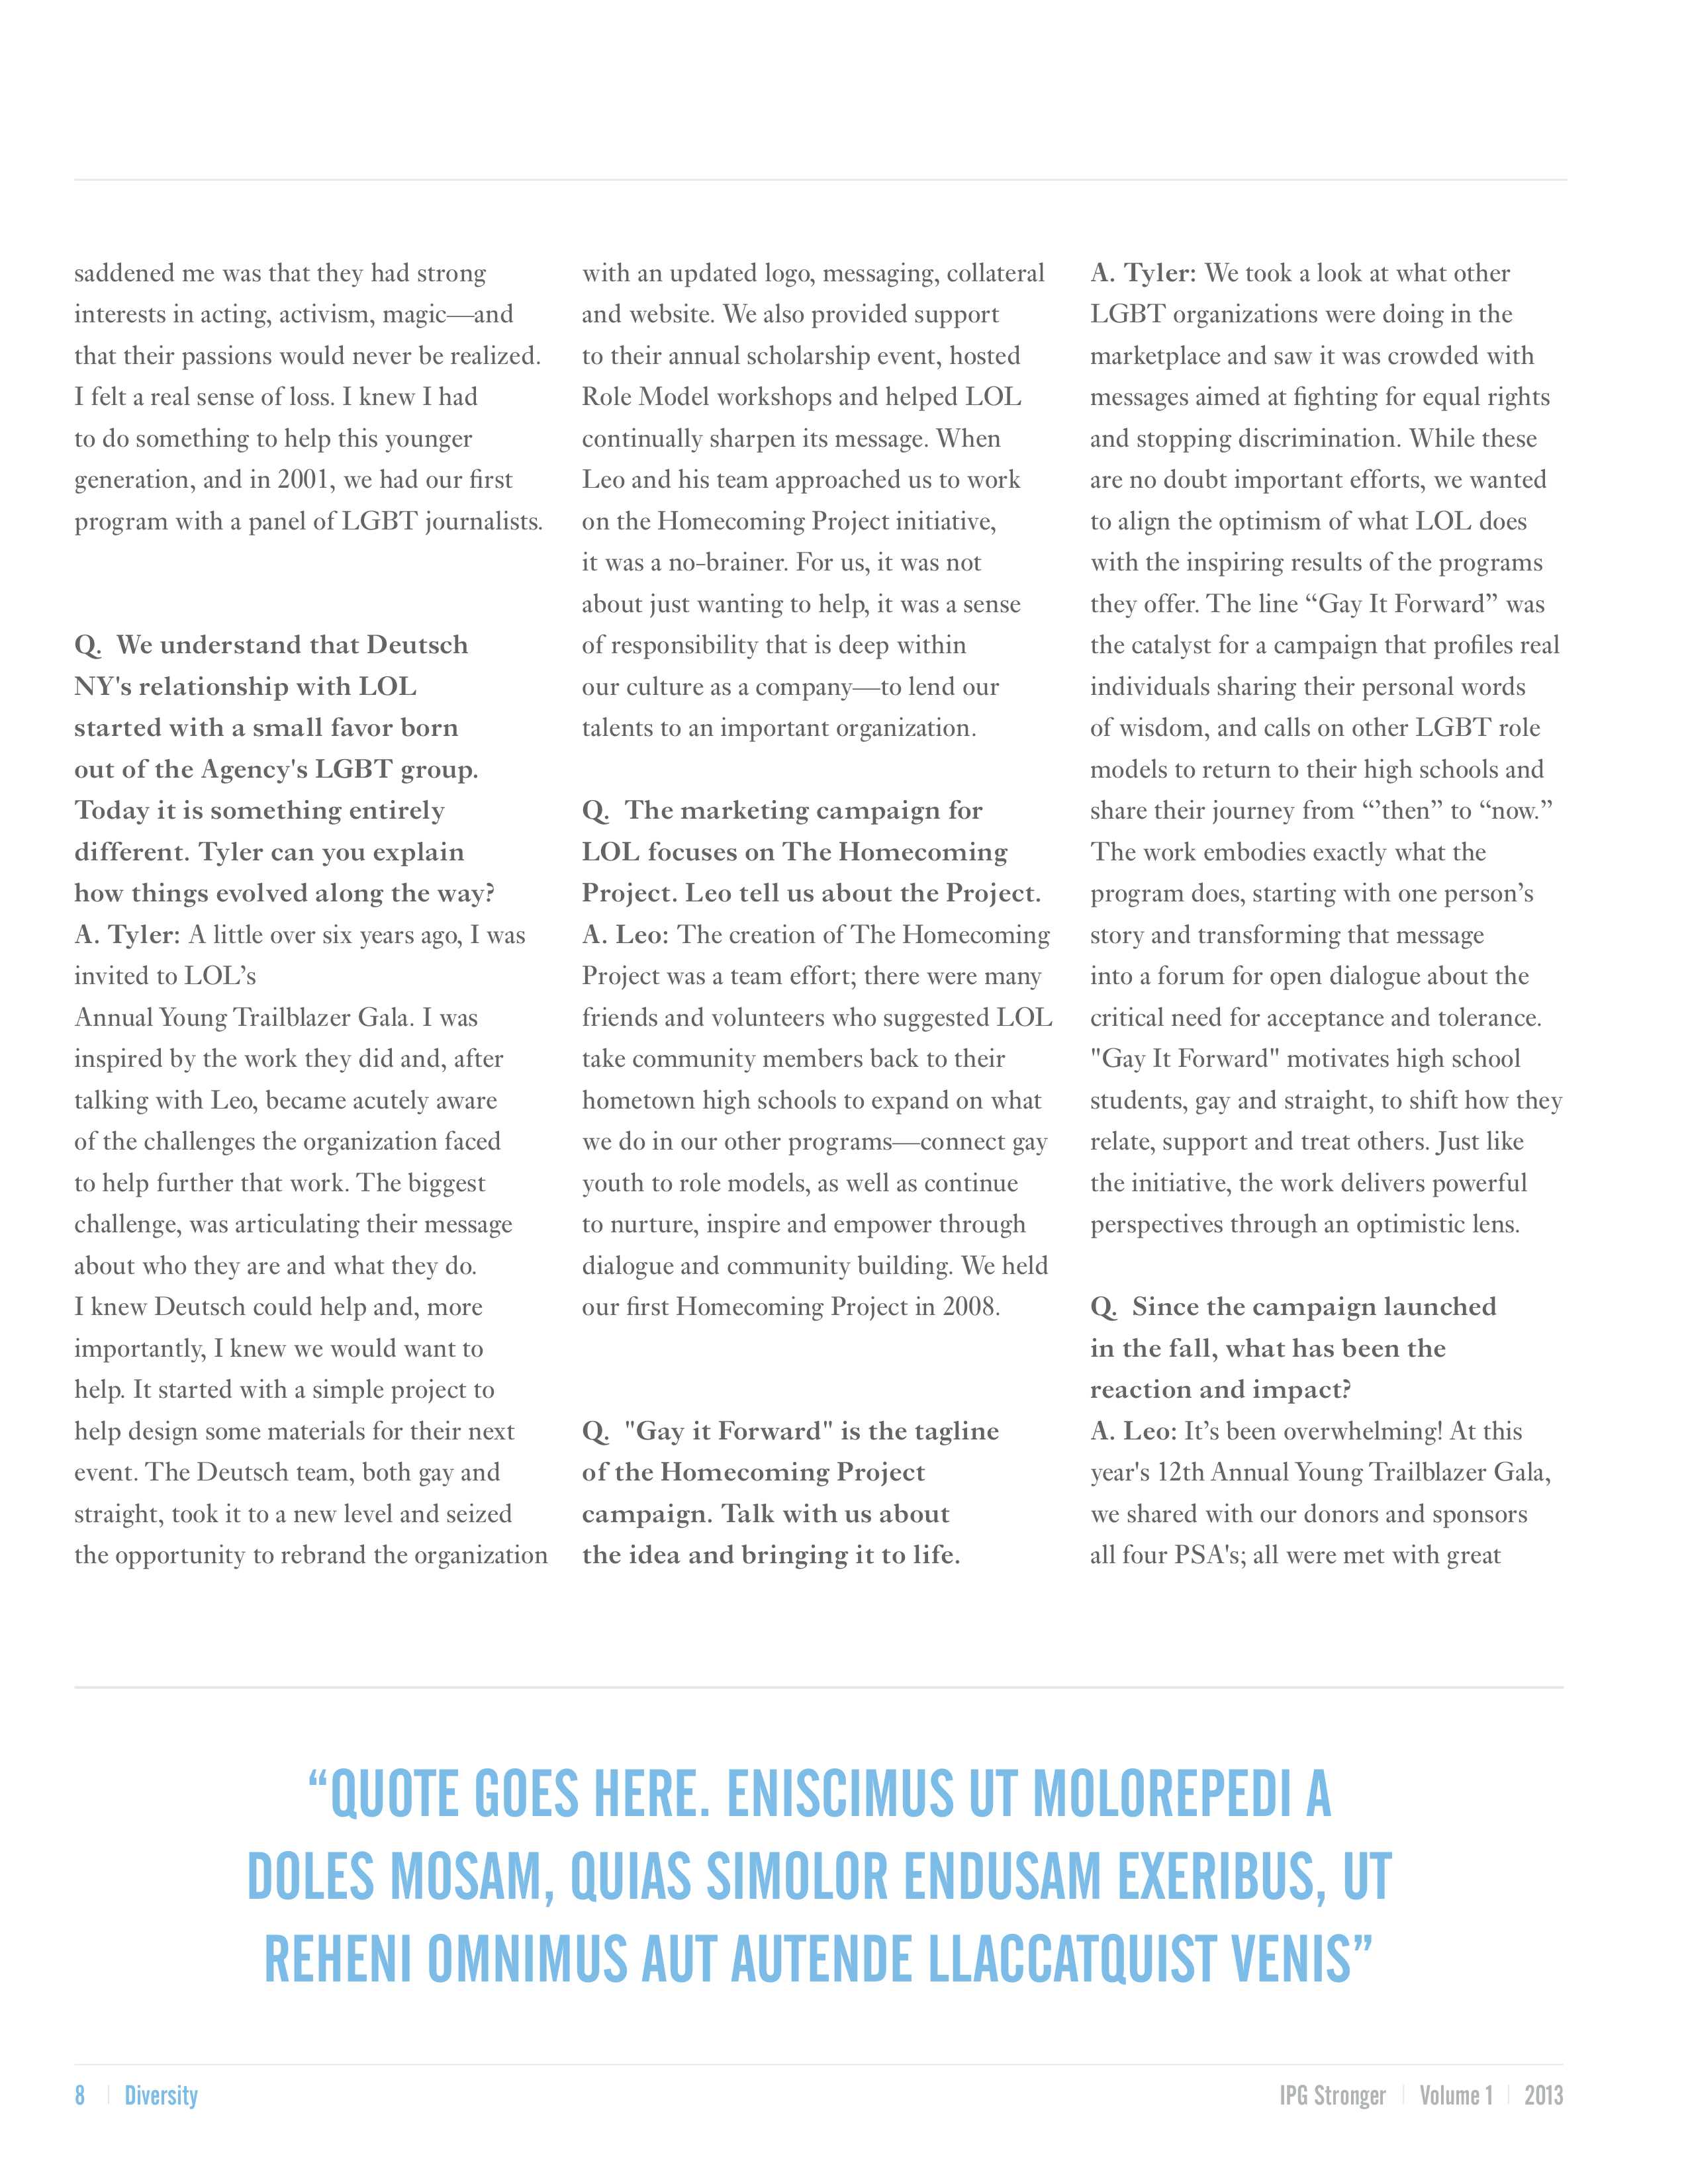 saddened me was that they had strong
interests in acting, activism, magic—and
that their passions would never be realized.
I felt a real sense of loss. I knew I had
to do something to help this younger
generation, and in 2001, we had our first
program with a panel of LGBT journalists.
Q.  We understand that Deutsch
NY's relationship with LOL
started with a small favor born
out of the Agency's LGBT group.
Today it is something entirely
different. Tyler can you explain
how things evolved along the way?
A. Tyler: A little over six years ago, I was
invited to LOL’s
Annual Young Trailblazer Gala. I was
inspired by the work they did and, after
talking with Leo, became acutely aware
of the challenges the organization faced
to help further that work. The biggest
challenge, was articulating their message
about who they are and what they do.
I knew Deutsch could help and, more
importantly, I knew we would want to
help. It started with a simple project to
help design some materials for their next
event. The Deutsch team, both gay and
straight, took it to a new level and seized
the opportunity to rebrand the organization
with an updated logo, messaging, collateral
and website. We also provided support
to their annual scholarship event, hosted
Role Model workshops and helped LOL
continually sharpen its message. When
Leo and his team approached us to work
on the Homecoming Project initiative,
it was a no-brainer. For us, it was not
about just wanting to help, it was a sense
of responsibility that is deep within
our culture as a company—to lend our
talents to an important organization.
Q.  The marketing campaign for
LOL focuses on The Homecoming
Project. Leo tell us about the Project.
A. Leo: The creation of The Homecoming
Project was a team effort; there were many
friends and volunteers who suggested LOL
take community members back to their
hometown high schools to expand on what
we do in our other programs—connect gay
youth to role models, as well as continue
to nurture, inspire and empower through
dialogue and community building. We held
our first Homecoming Project in 2008.
Q.  "Gay it Forward" is the tagline
of the Homecoming Project
campaign. Talk with us about
the idea and bringing it to life.
A. Tyler: We took a look at what other
LGBT organizations were doing in the
marketplace and saw it was crowded with
messages aimed at fighting for equal rights
and stopping discrimination. While these
are no doubt important efforts, we wanted
to align the optimism of what LOL does
with the inspiring results of the programs
they offer. The line “Gay It Forward” was
the catalyst for a campaign that profiles real
individuals sharing their personal words
of wisdom, and calls on other LGBT role
models to return to their high schools and
share their journey from “’then” to “now.”
The work embodies exactly what the
program does, starting with one person’s
story and transforming that message
into a forum for open dialogue about the
critical need for acceptance and tolerance.
"Gay It Forward" motivates high school
students, gay and straight, to shift how they
relate, support and treat others. Just like
the initiative, the work delivers powerful
perspectives through an optimistic lens.
Q.  Since the campaign launched
in the fall, what has been the
reaction and impact?
A. Leo: It’s been overwhelming! At this
year's 12th Annual Young Trailblazer Gala,
we shared with our donors and sponsors
all four PSA's; all were met with great
“QUOTE GOES HERE. ENISCIMUS UT MOLOREPEDI A
DOLES MOSAM, QUIAS SIMOLOR ENDUSAM EXERIBUS, UT
REHENI OMNIMUS AUT AUTENDE LLACCATQUIST VENIS”
8 | Diversity
IPG Stronger | Volume 1 | 2013